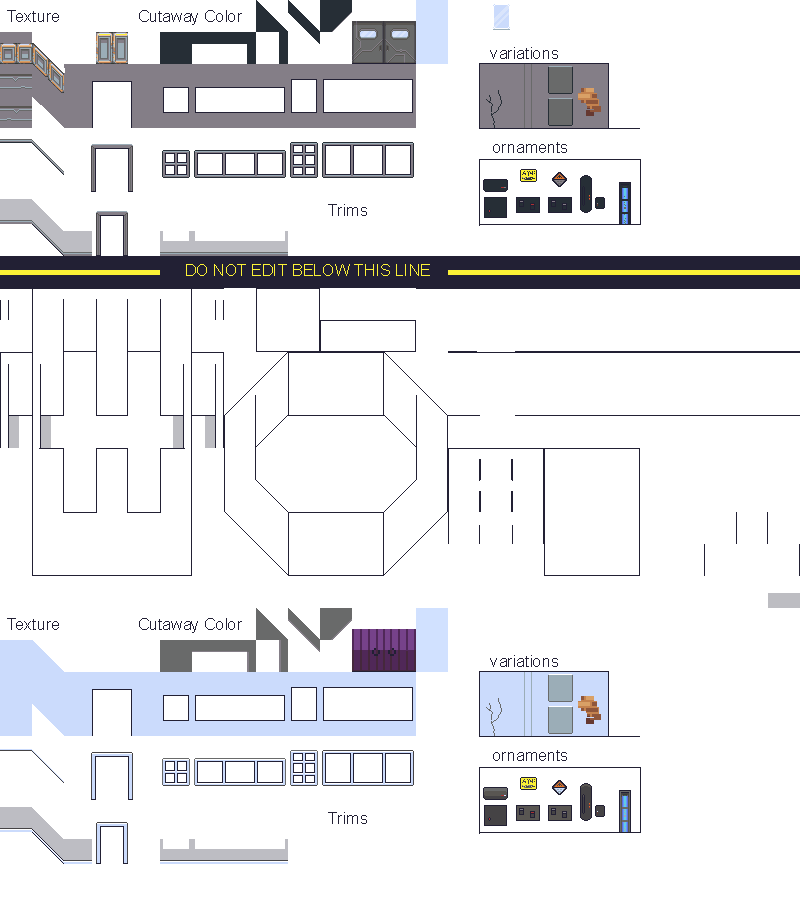 Texture
Cutaway Color
variations
ornaments
Trims
DO NOT EDIT BELOW THIS LINE
Texture
Cutaway Color
variations
ornaments
Trims